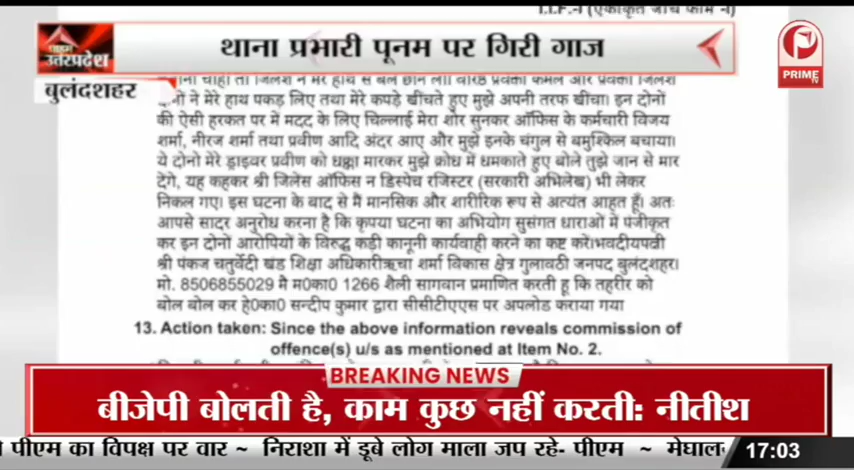 I.I.F.-I (एकीकृत जाँच फॉर्म-I)
प्राइम
उत्तरप्रदेश
थाना प्रभारी पूनम पर गिरी गाज
PRIME
TV
बुलंदशहर
दोनों ने मेरे हाथ पकड़ लिए तथा मेरे कपड़े खींचते हुए मुझे अपनी तरफ खींचा। इन दोनों
की ऐसी हरकत पर में मदद के लिए चिल्लाई मेरा शोर सुनकर ऑफिस के कर्मचारी विजय
शर्मा, नीरज शर्मा तथा प्रवीण आदि अंदर आए और मुझे इनके चंगुल से बमुश्किल बचाया।
ये दोनो मेरे ड्राइवर प्रवीण को धक्का मारकर मुझे क्रोध में धमकाते हुए बोले तुझे जान से मार
देगे, यह कहकर श्री जिलेस ऑफिस न डिस्पेच रजिस्टर (सरकारी अभिलेख) भी लेकर
निकल गए। इस घटना के बाद से मैं मानसिक और शारीरिक रूप से अत्यंत आहत हूँ। अतः
आपसे सादर अनुरोध करना है कि कृपया घटना का अभियोग सुसंगत धाराओं में पंजीकृत
कर इन दोनों आरोपियों के विरुद्ध कड़ी कानूनी कार्यवाही करने का कष्ट करें।भवदीयपत्नी
श्री पंकज चतुर्वेदी खंड शिक्षा अधिकारीऋचा शर्मा विकास क्षेत्र गुलावठी जनपद बुलंदशहर।
मो. 8506855029 मै म0का0 1266 शैली सागवान प्रमाणित करती हू कि तहरीर को
बोल बोल कर हे0का0 सन्दीप कुमार द्वारा सीसीटीएएस पर अपलोड कराया गया
13. Action taken: Since the above information reveals commission of
offence(s) u/s as mentioned at Item No. 2.
BREAKING NEWS
बीजेपी बोलती है, काम कुछ नहीं करती: नीतीश
पीएम का विपक्ष पर वार ~ निराशा में डूबे लोग माला जप रहे- पीएम ~ मेघाल
17:03